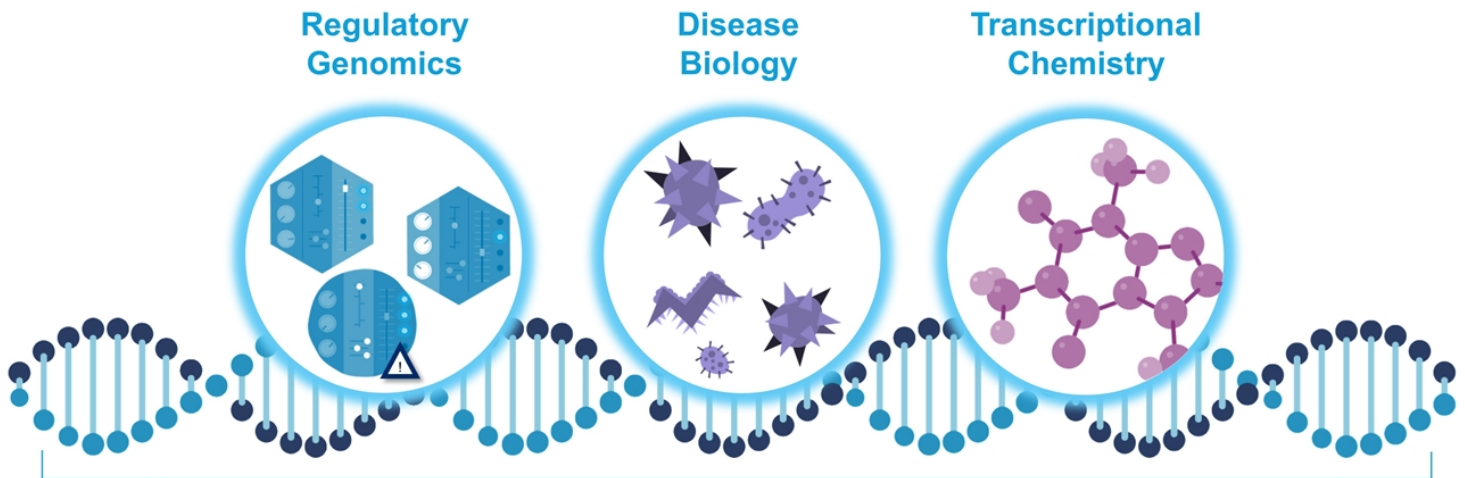 Regulatory
Genomics
Disease
Biology
Transcriptional
Chemistry
!